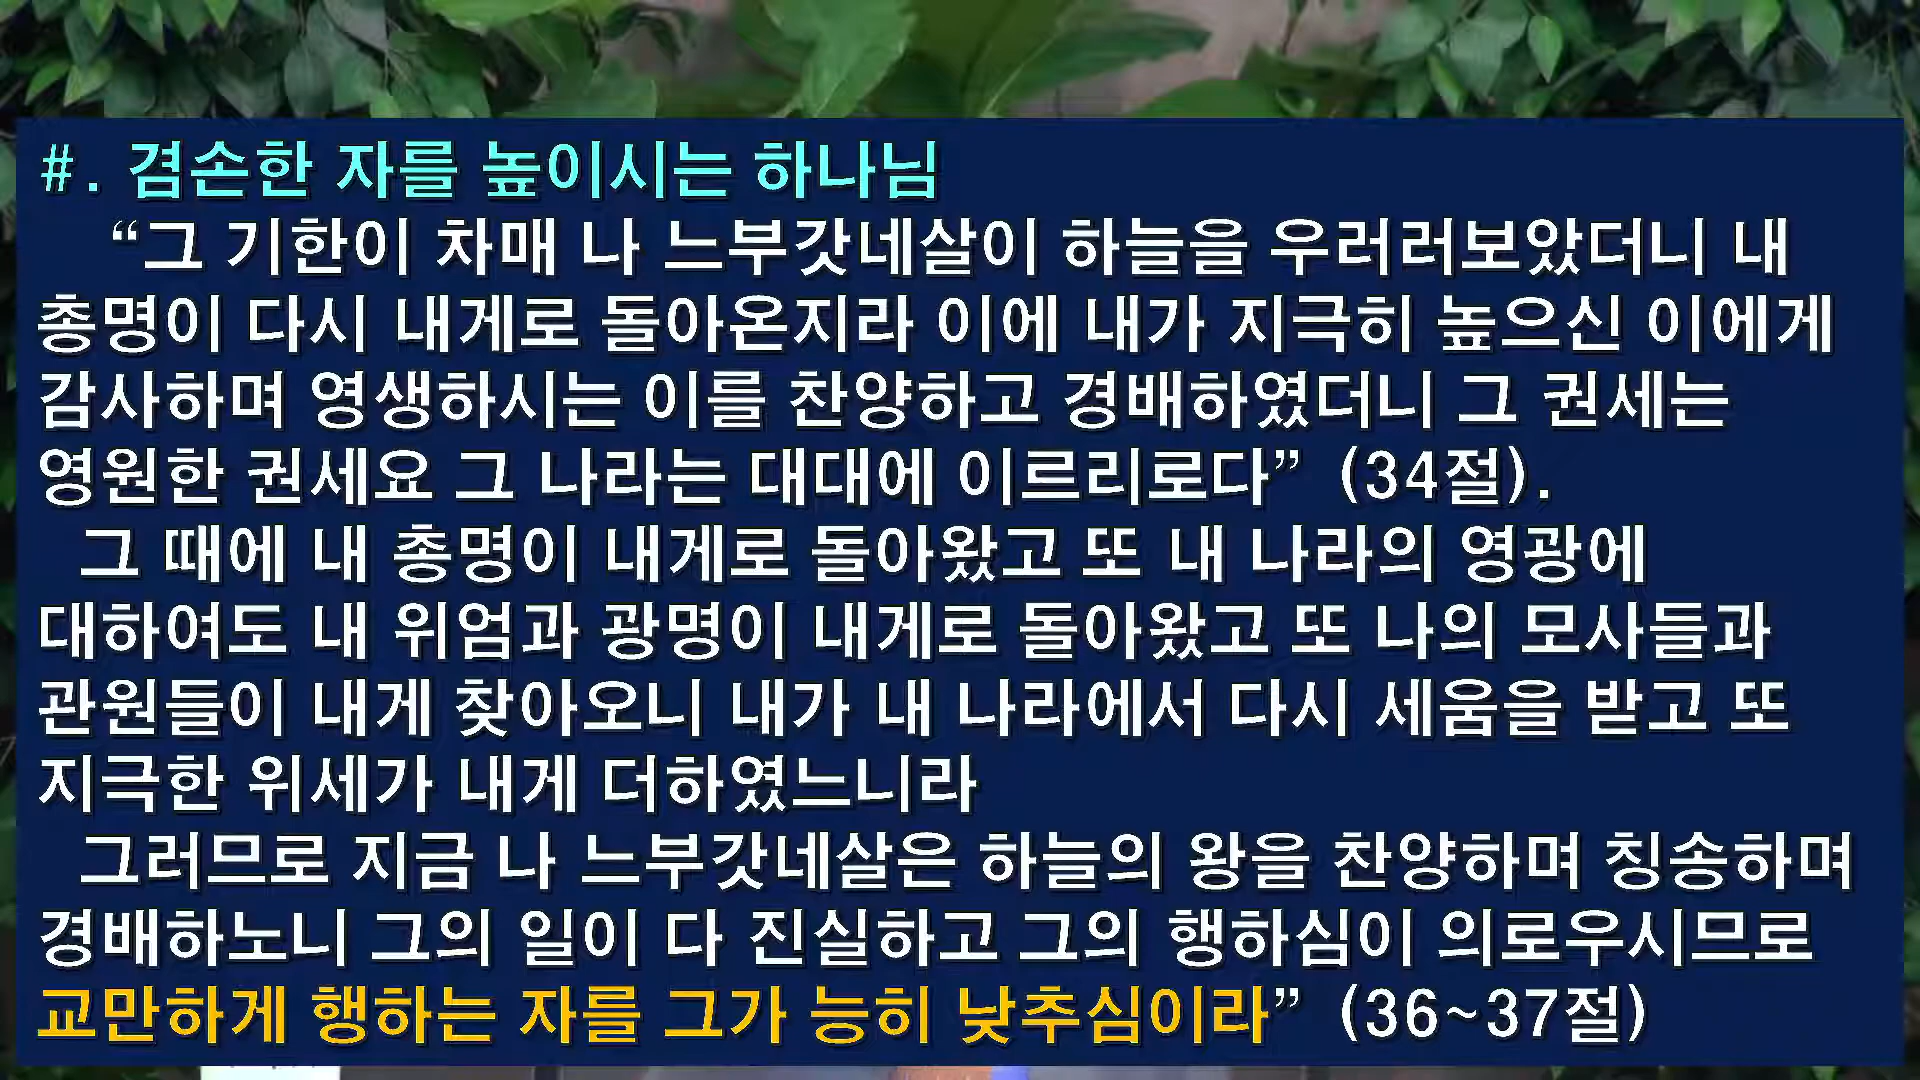 #. 겸손한 자를 높이시는 하나님
“그 기한이 차매 나 느부갓네살이 하늘을 우러러보았더니 내
총명이 다시 내게로 돌아온지라 이에 내가 지극히 높으신 이에게
감사하며 영생하시는 이를 찬양하고 경배하였더니 그 권세는
영원한 권세요 그 나라는 대대에 이르리로다” (34절).
그 때에 내 총명이 내게로 돌아왔고 또 내 나라의 영광에
대하여도 내 위엄과 광명이 내게로 돌아왔고 또 나의 모사들과
관원들이 내게 찾아오니 내가 내 나라에서 다시 세움을 받고 또
지극한 위세가 내게 더하였느니라
그러므로 지금 나 느부갓네살은 하늘의 왕을 찬양하며 칭송하며
경배하노니 그의 일이 다 진실하고 그의 행하심이 의로우시므로
교만하게 행하는 자를 그가 능히 낮추심이라” (36~37절)